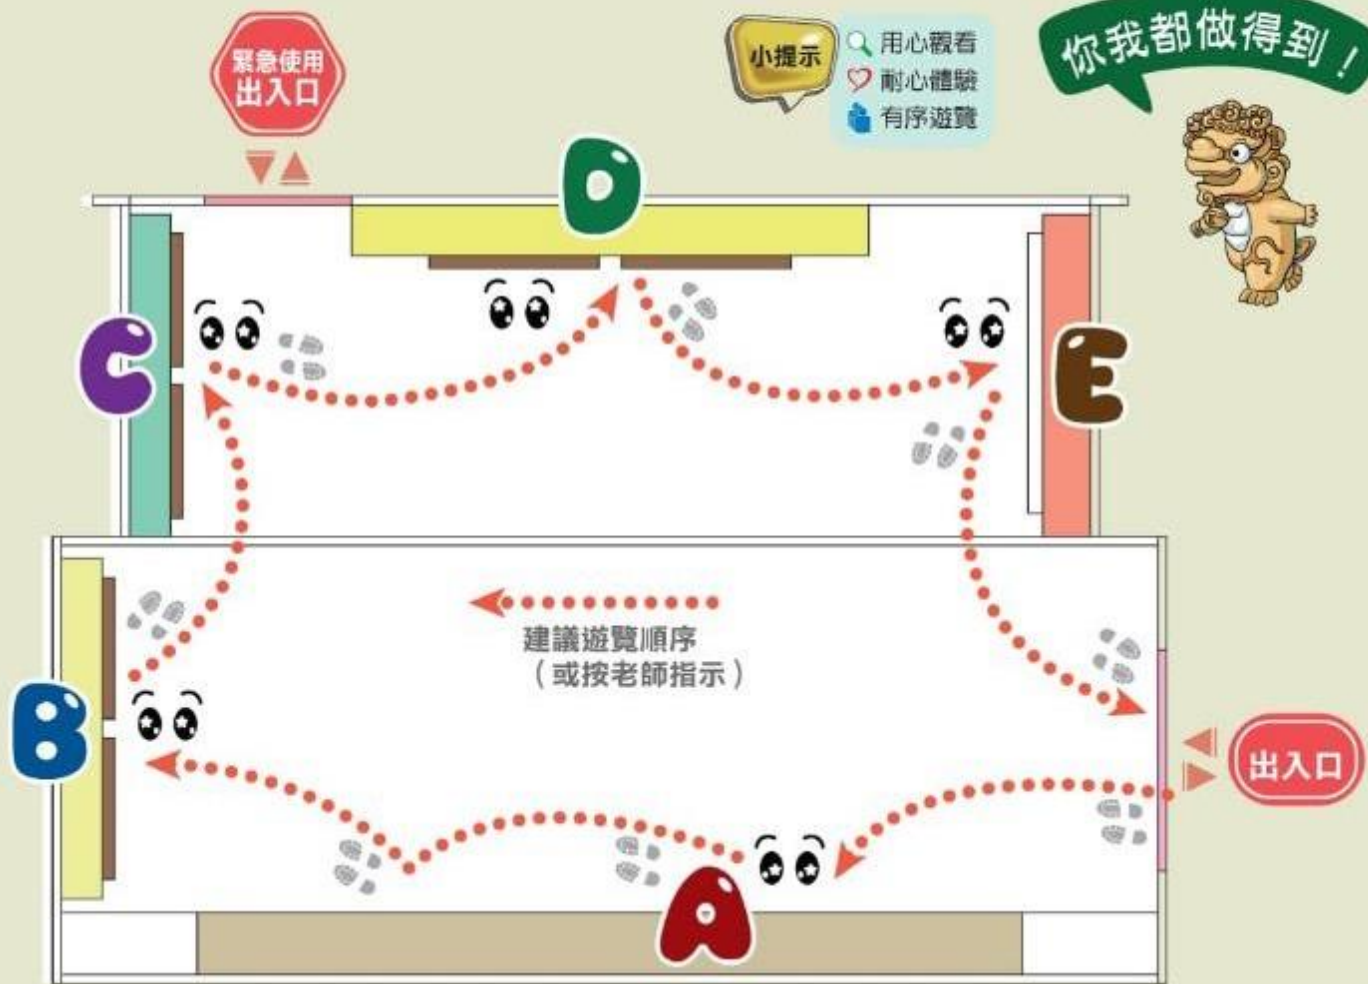 緊急使用
出入口
小提示
用心觀看
耐心體驗
有序遊覽
你我都做得到！
D
C
E
建議遊覽順序
（或按老師指示）
B
出入口
A